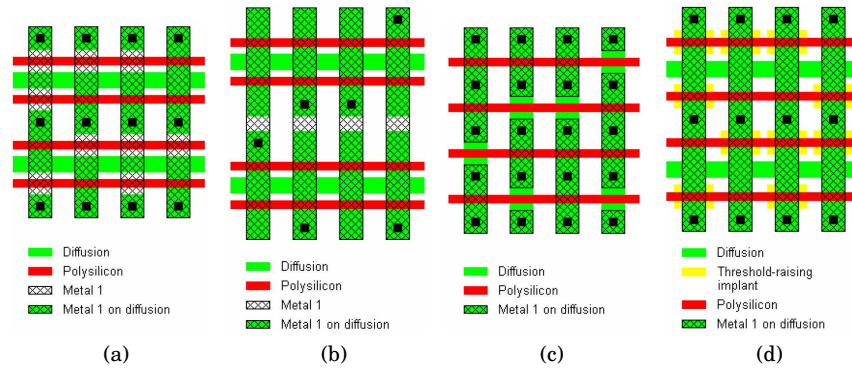 Diffusion
Polysilicon
Metal 1
Metal 1 on diffusion
(a)
Diffusion
Polysilicon
Metal 1
Metal 1 on diffusion
(b)
Diffusion
Polysilicon
Metal 1 on diffusion
(c)
Diffusion
Threshold-raising
implant
Polysilicon
Metal 1 on diffusion
(d)